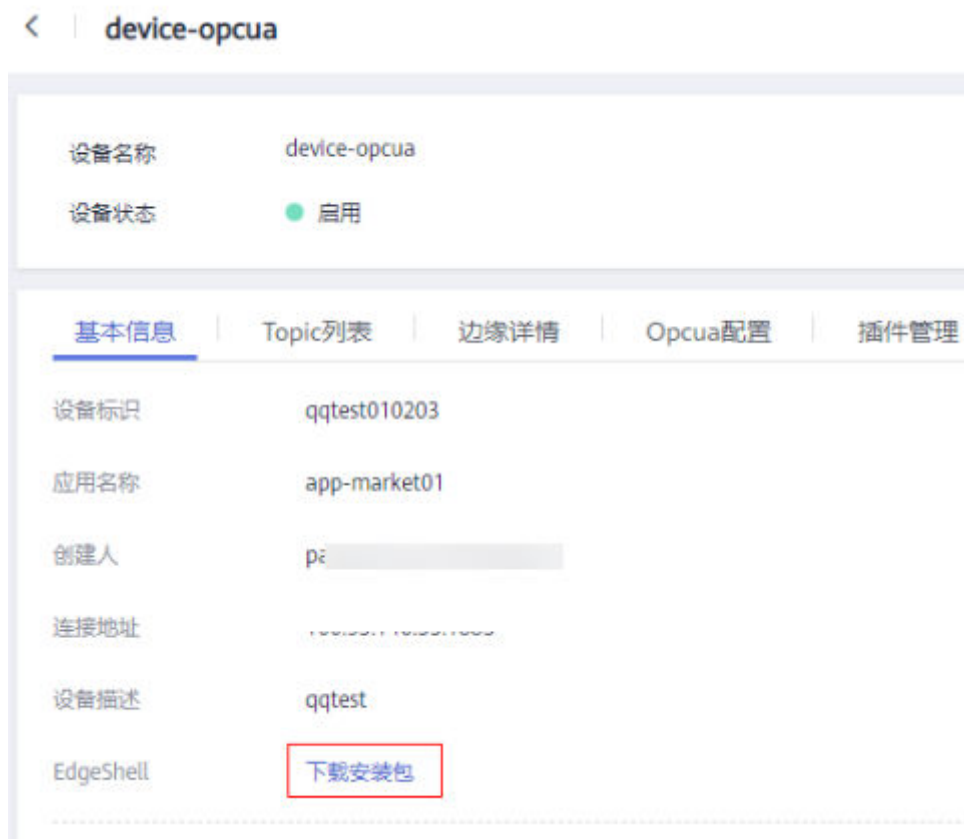 device-opcua
设备名称 device-opcua
设备状态 启用
基本信息 Topic列表 边缘详情 Opcua配置 插件管理
设备标识 qqtest010203
应用名称 app-market01
创建人
连接地址
设备描述 qqtest
EdgeShell 下载安装包